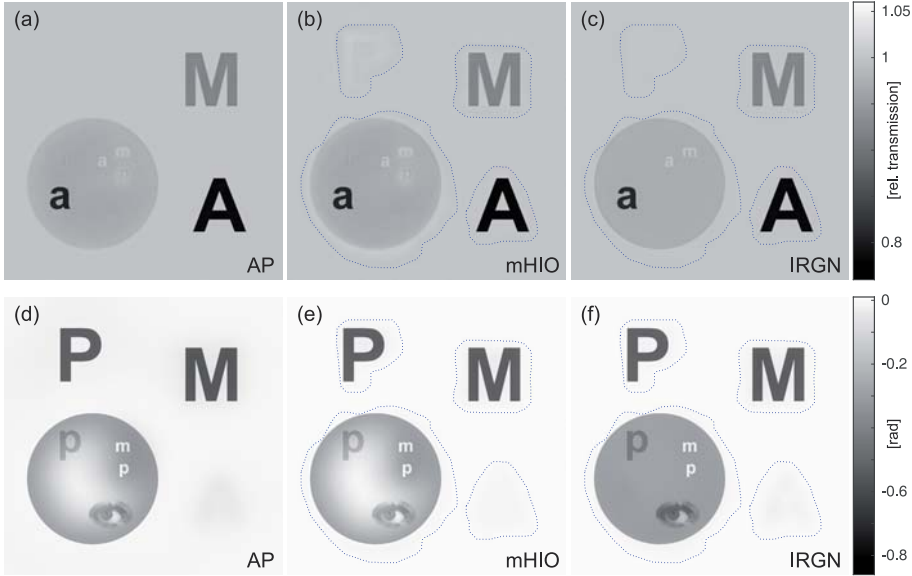 (a)
M
a
m
a
A
AP
(b)
P
M
a
m
a
A
mHIO
(c)
M
a
m
a
A
IRGN
1.05
1
[rel. transmission]
0.8
(d)
P
M
p
m
p
AP
(e)
P
M
m
p
mHIO
(f)
P
M
p
m
p
IRGN
0
-0.2
-0.4
[rad]
-0.6
-0.8